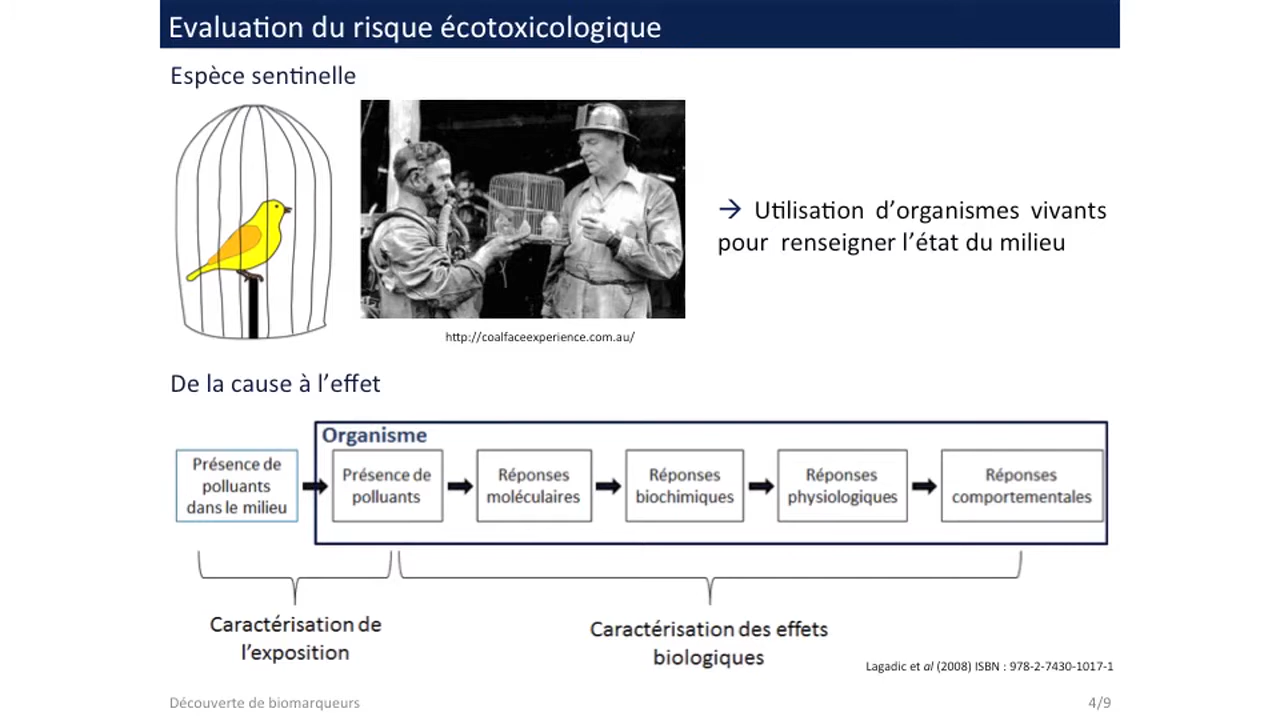 Evaluation du risque écotoxicologique
Espèce sentinelle
→ Utilisation d’organismes vivants
pour renseigner l’état du milieu
http://coalfaceexperience.com.au/
De la cause à l’effet
Organisme
Présence de
polluants
dans le milieu
Présence de
polluants
Réponses
moléculaires
Réponses
biochimiques
Réponses
physiologiques
Réponses
comportementales
Caractérisation de
l’exposition
Caractérisation des effets
biologiques
Lagadic et al (2008) ISBN : 978-2-7430-1017-1
Découverte de biomarqueurs
4/9